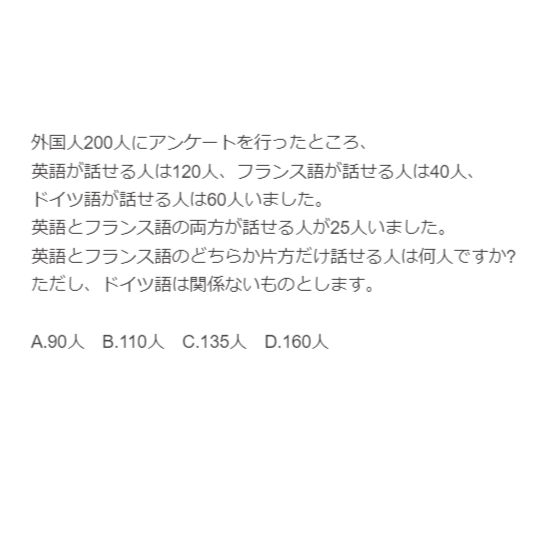 外国人200人にアンケートを行ったところ、
英語が話せる人は120人、フランス語が話せる人は40人、
ドイツ語が話せる人は60人いました。
英語とフランス語の両方が話せる人が25人いました。
英語とフランス語のどちらか片方だけ話せる人は何人ですか?
ただし、ドイツ語は関係ないものとします。
A.90人　B.110人　C.135人　D.160人